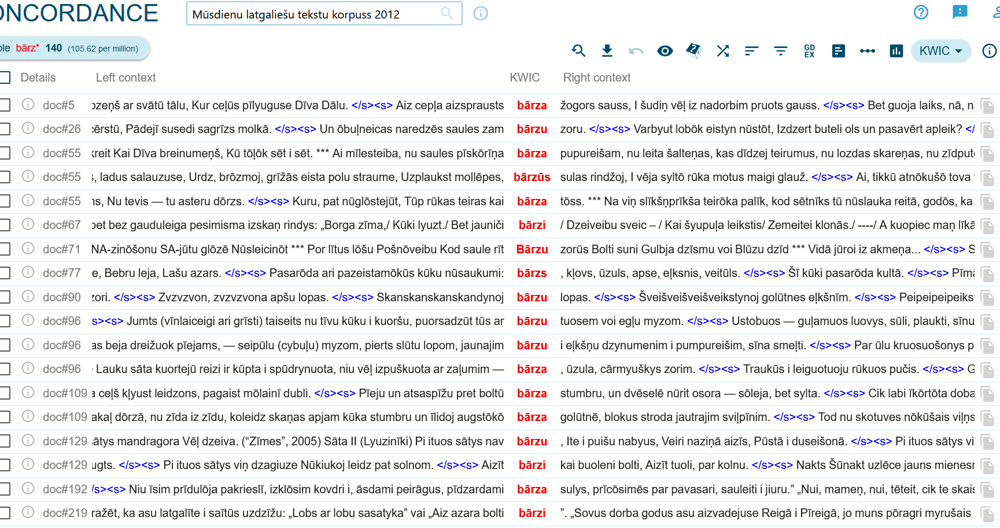 ONCORDANCE Mūsdienu latgaliešu tekstu korpuss 2012
bārz* 140 (105.62 per million) GDEX KWIC
Details Left context KWIC Right context
doc#5 ar svātū tālu, Kur ceļūs pīlyuguse Dīva Dālu. </s><s> Aiz cepļa aizsprausts bārza žogors sauss, I šudiņ vēļ iz nadorbim pruots gauss. </s><s> Bet guoja laiks, nā,
doc#26 Pādejī susedi sagrīzs molkā. </s><s> Un ōbuļneicas naredzēs saules zam bārzu zoru. </s><s> Varbyut lobōk eistyn nūstōt, Izdzert buteli ols un pasavērt apleik? </
doc#55 Kai Dīva breinumeņš, Kū tōļōk sēt i sēt. *** Ai mīlesteiba, nu saules pīskōrīņa bārza pupureišam, nu leita šalteņas, kas dīdzej teirumus, nu lozdas skareņas, nu
doc#55 ladus salauzuse, Urdz, brōzmoj, grīžās eista polu straume, Uzplaukst mollēpes, bārzūs sulas rindžoj, I vēja syltō rūka motus maigi glauž. </s><s> Ai, tikkū atnōkušō tova
doc#55 Nu tevis — tu asteru dōrzs. </s><s> Kuru, pat nūglōstejūt, Tūp rūkas teiras kai bārza tōss. *** Na viņ slīkšņprīkša teirōka palīk, kod sētnīks tū nūslauka reitā, godōs, ka
doc#67 bez gauduleiga pesimisma izskaņ rindys: „Borga zīma,/ Kūki lyuzt./ Bet jauniči bārzi / Dzeiveibu sveic – / Kai šyupuļa leikstis/ Zemeitei klonās./ ----/ A kuopiec maņ
doc#71 NA-zinōšonu SA-jūtu glōzē Nūsleicinōt *** Por lītus lōšu Pošnōveibu Kod saule rīt Bārzu zorūs Bolti suni Gulbja dzīsmu voi Blūzu dzīd *** Vidā jūroi iz akmeņa... </s><s> S
doc#77 e, Bebru leja, Lašu azars. </s><s> Pasarōda ari pazeistamōkūs kūku nūsaukumi: bārzs , kļovs, ūzuls, apse, eļksnis, veitūls. </s><s> Šī kūki pasarōda kultā. </s><s>
doc#90 zori. </s><s> Zvzvzvon, zvzvzvona apšu lopas. </s><s> Skanskanskanskandynoj bārzu lopas. </s><s> Šveišveišveišveikstynoj golūtnes eļkšnīm. </s><s>
doc#96 s><s> Jumts (vīnlaiceigi ari grīsti) taiseits nu tīvu kūku i kuoršu, puorsadzūt tūs ar bārzu tuosem voi egļu myzom. </s><s> Ustobuos — guļamuos luovys, sūli, plaukti, sīnu
doc#96 as beja dreižuok pīejams, — seipūlu (cybuļu) myzom, pierts slūtu lopom, jaunajim bārzu i eļkšņu dzynumenim i pumpureišim, sīna smeļti. </s><s> Par ūlu kruosuošonys p
doc#96 Lauku sāta kuortejū reizi ir kūpta i spūdrynuota, niu vēļ izpuškuota ar zaļumim — bārza , ūzula, cārmyuškys zorim. </s><s> Traukūs i leiguotuoju rūkuos pučis. </s><s> G
doc#109 a ceļš kļyust leidzons, pagaist mōlainī dubli. </s><s> Pīeju un atsaspīžu pret boltū bārza stumbru, un dvēselē nūrit osora — sōleja, bet sylta. </s><s> Cik labi īkōrtōta doba
doc#109 dōrzā, nu zīda iz zīdu, koleidz skaņas apjam kūka stumbru un īlidoj augstōkō bārza golūtnē, blokus stroda jautrajim sviļpīnim. </s><s> Tod nu skotuves nōkūšais viļņs
doc#129 sātys mandragora Vēļ dzeiva. (“Zīmes”, 2005) Sāta II (Lyuzinīki) Pi ituos sātys nav bārzu , Ite i puišu nabyus, Veiri naziņā aizīs, Pūstā i duseišonā. </s><s> Pi ituos sātys vi
doc#129 ugts. </s><s> Pi ituos sātys viņ dzagiuze Nūkiukoj leidz pat solnom. </s><s> Aizīt bārzi kai buoleni bolti, Aizīt tuoli, par kolnu. </s><s> Nakts Šūnakt uzlēce jauns
doc#192 /s><s> Niu īsim prīdulōja pakrieslī, izklōsim kovdri i, āsdami peirāgus, pīdzardami bārza sulys, prīcōsimēs par pavasari, sauleiti i jiuru.” „Nui, mameņ, nui, tēteit, cik te
doc#219 ka asu latgalīte i saītūs uzdzīžu: „Lobs ar lobu sasatyka” vai „Aiz azara bolti bārzi ”. „Sovus dorba godus asu aizvadejuse Reigā i Pīreigā, jo muns pōragri myrušais